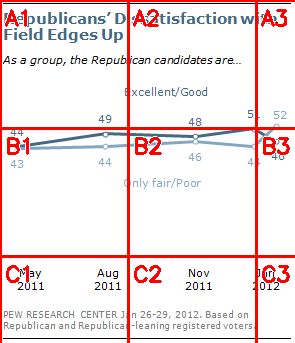 Republicans' Dissatisfaction with
Field Edges Up
As a group, the Republican candidates are...
Excellent/Good
44 49 48 51 52
43 44 46 44 46
Only fair/Poor
May Aug Nov Jan
2011 2011 2011 2012
PEW RESEARCH CENTER Jan 26-29, 2012. Based on
Republican and Republican-leaning registered voters.
A1 A2 A3
B1 B2 B3
C1 C2 C3